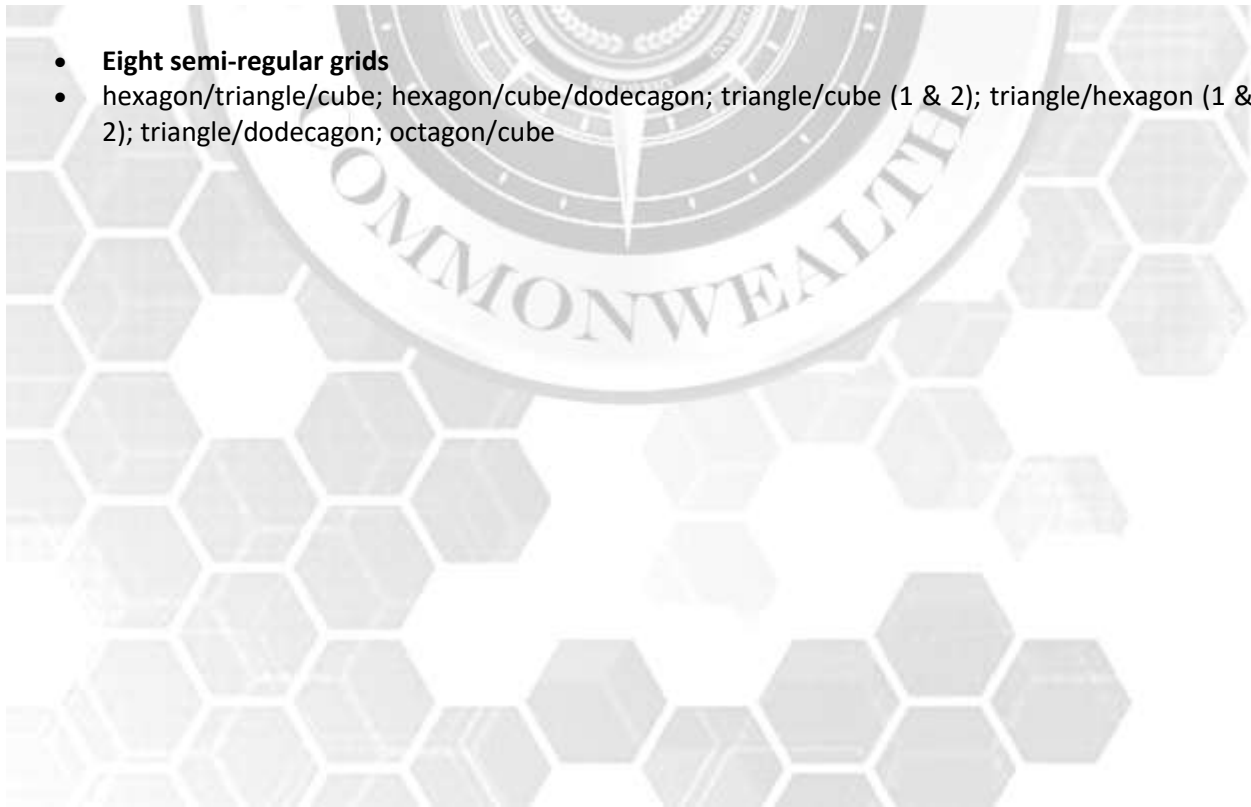 • Eight semi-regular grids
• hexagon/triangle/cube; hexagon/cube/dodecagon; triangle/cube (1 & 2); triangle/hexagon (1 &
2); triangle/dodecagon; octagon/cube
COMMONWEALTH